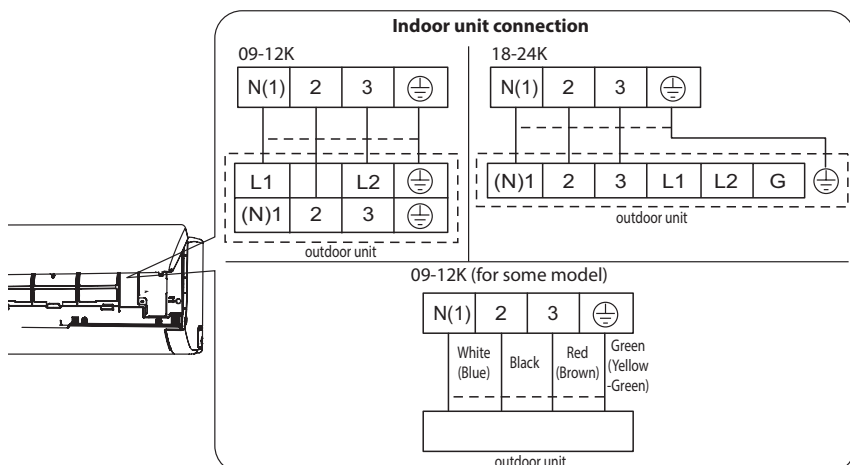 Indoor unit connection
09-12K
N(1) 2 3
L1 L2
(N)1 2 3
outdoor unit
18-24K
N(1) 2 3
(N)1 2 3 L1 L2 G
outdoor unit
09-12K (for some model)
N(1) 2 3
White
(Blue)
Black
Red
(Brown)
Green
(Yellow
-Green)
outdoor unit